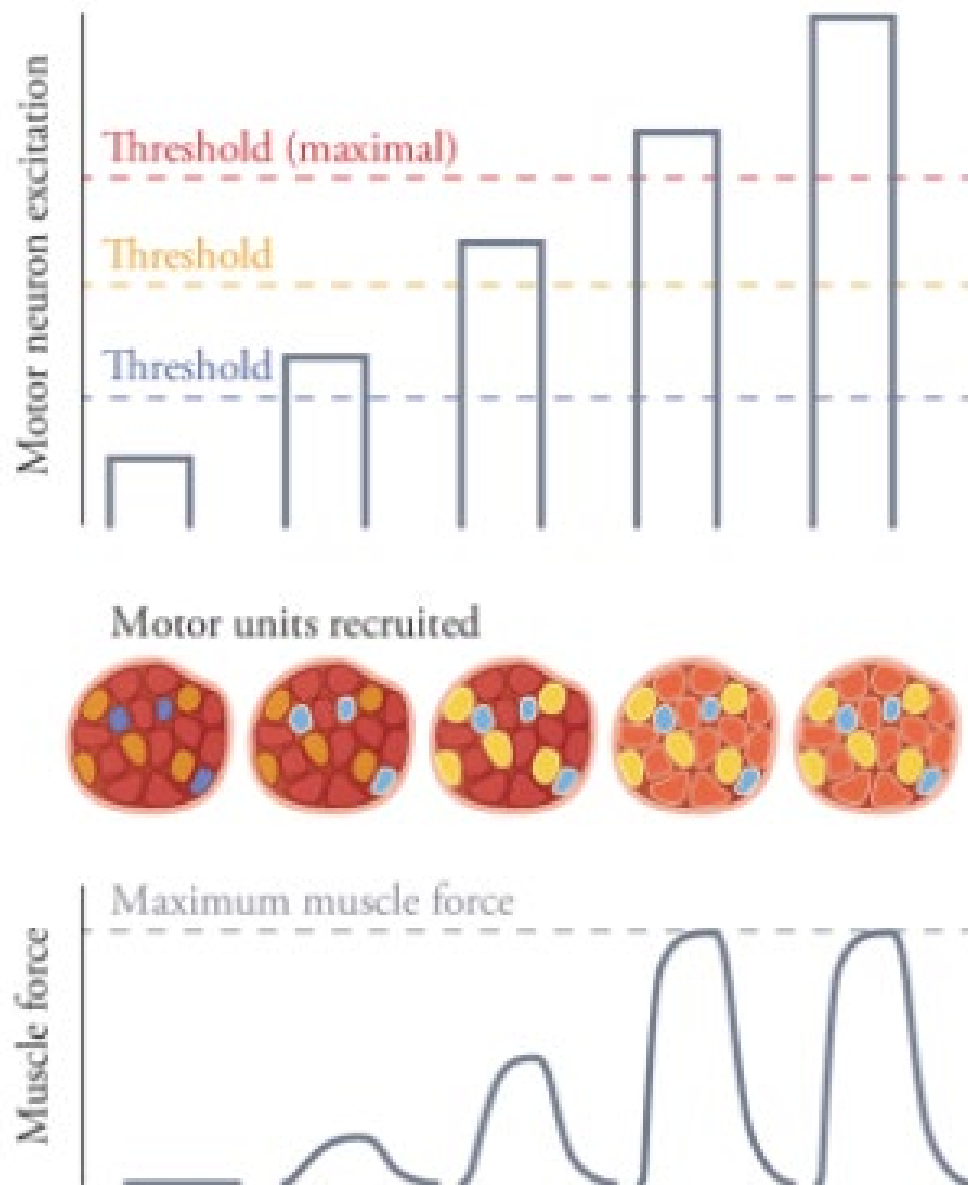 Motor neuron excitation
Threshold (maximal)
Threshold
Threshold
Motor units recruited
Maximum muscle force
Muscle force